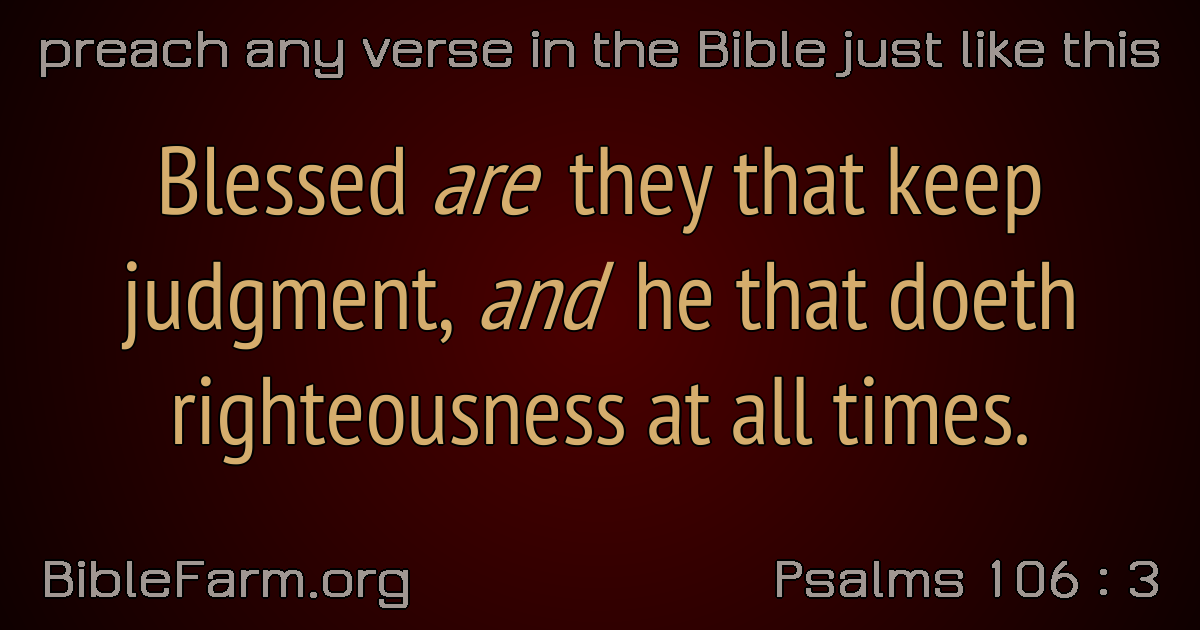 preach any verse in the Bible just like this
Blessed are they that keep
judgment, and he that doeth
righteousness at all times.
BibleFarm.org
Psalms 106 : 3